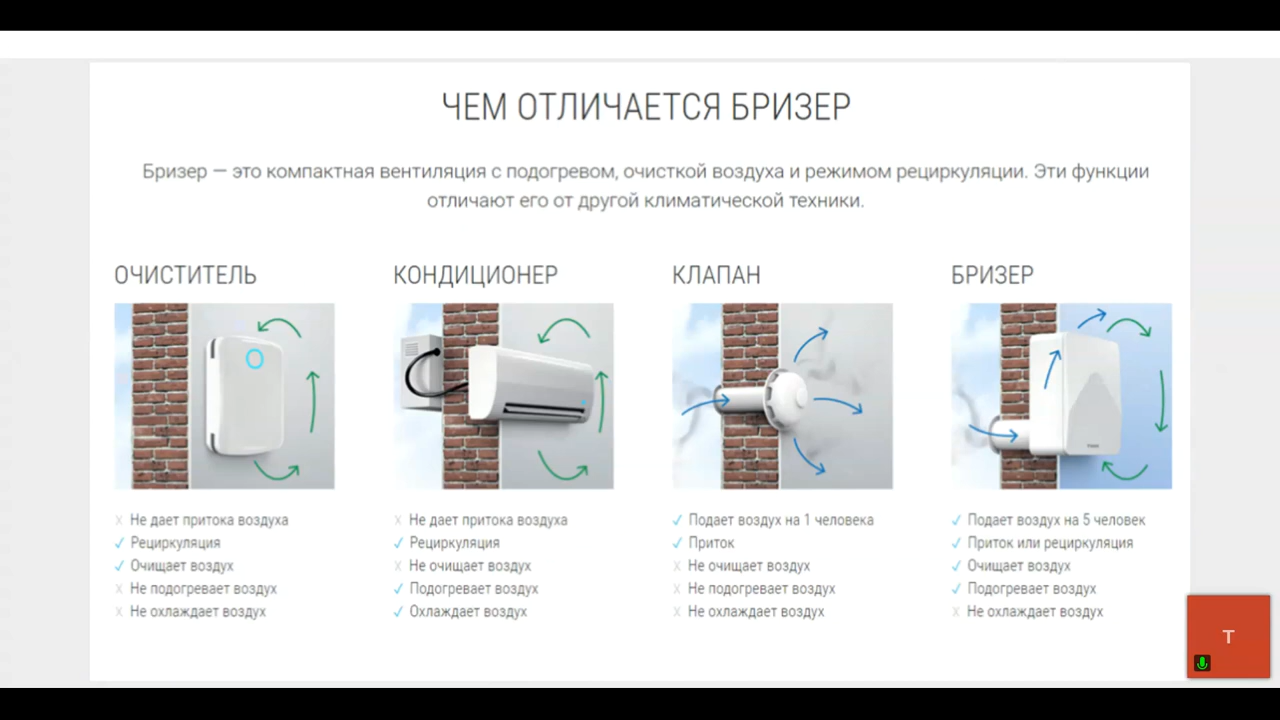 ЧЕМ ОТЛИЧАЕТСЯ БРИЗЕР
Бризер — это компактная вентиляция с подогревом, очисткой воздуха и режимом рециркуляции. Эти функции
отличают его от другой климатической техники.
ОЧИСТИТЕЛЬ
Не дает притока воздуха
Рециркуляция
Очищает воздух
Не подогревает воздух
Не охлаждает воздух
КОНДИЦИОНЕР
Не дает притока воздуха
Рециркуляция
Не очищает воздух
Подогревает воздух
Охлаждает воздух
КЛАПАН
Подает воздух на 1 человека
Приток
Не очищает воздух
Не подогревает воздух
Не охлаждает воздух
БРИЗЕР
Подает воздух на 5 человек
Приток или рециркуляция
Очищает воздух
Подогревает воздух
Не охлаждает воздух
T